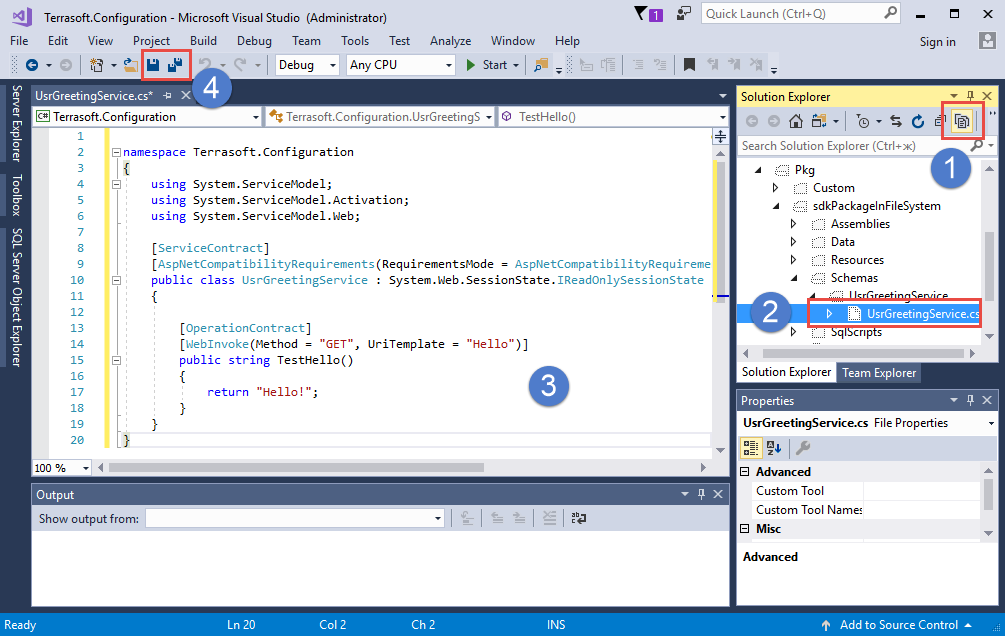 Terrasoft.Configuration - Microsoft Visual Studio (Administrator)
1
Quick Launch (Ctrl+Q)
File Edit View Project Build Debug Team Tools Test Analyze Window Help
Sign in
Debug Any CPU Start
4
Server Explorer
Toolbox
SQL Server Object Explorer
UsrGreetingService.cs*
C# Terrasoft.Configuration
Terrasoft.Configuration.UsrGreetingS
TestHello()
1
2 namespace Terrasoft.Configuration
3 {
4 using System.ServiceModel;
5 using System.ServiceModel.Activation;
6 using System.ServiceModel.Web;
7
8 [ServiceContract]
9 [AspNetCompatibilityRequirements(RequirementsMode = AspNetCompatibilityRequireme
10 public class UsrGreetingService : System.Web.SessionState.IReadOnlySessionState
11 {
12
13 [OperationContract]
14 [WebInvoke(Method = "GET", UriTemplate = "Hello")]
15 public string TestHello()
16 {
17 return "Hello!";
18 }
19 }
20 }
3
100 %
Output
Show output from:
Solution Explorer
Search Solution Explorer (Ctrl+ж)
1
Pkg
Custom
sdkPackageInFileSystem
Assemblies
Data
Resources
Schemas
UsrGreetingService
2
UsrGreetingService.cs
SqlScripts
Solution Explorer Team Explorer
Properties
UsrGreetingService.cs File Properties
Advanced
Custom Tool
Custom Tool Names
Misc
Advanced
Ready Ln 20 Col 2 Ch 2 INS Add to Source Control